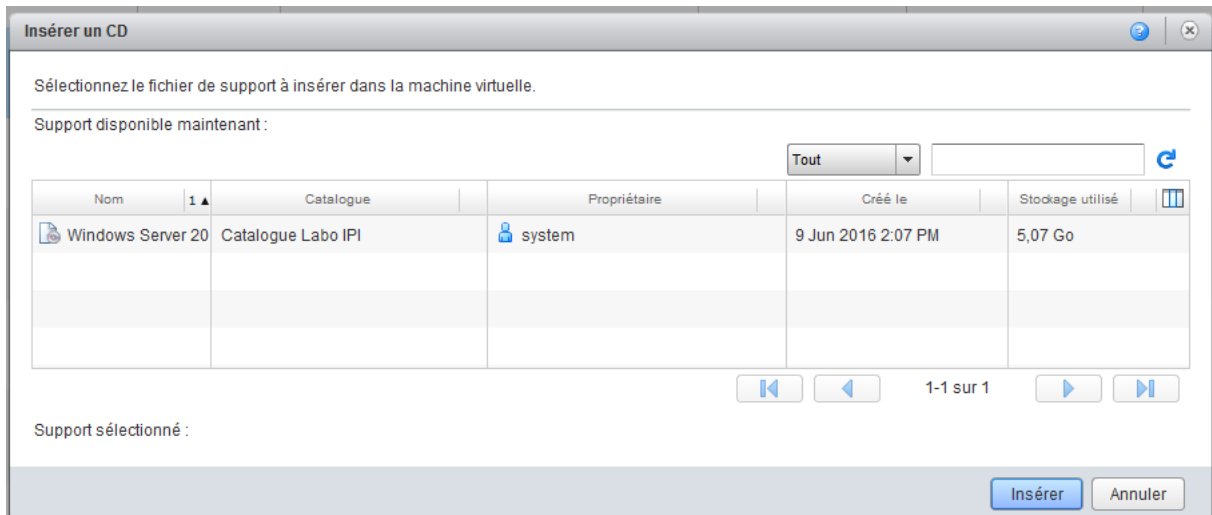 Insérer un CD
Sélectionnez le fichier de support à insérer dans la machine virtuelle.
Support disponible maintenant :
Tout
Nom 1 ▲ Catalogue Propriétaire Créé le Stockage utilisé
Windows Server 20 Catalogue Labo IPI system 9 Jun 2016 2:07 PM 5,07 Go
1-1 sur 1
Support sélectionné :
Insérer Annuler